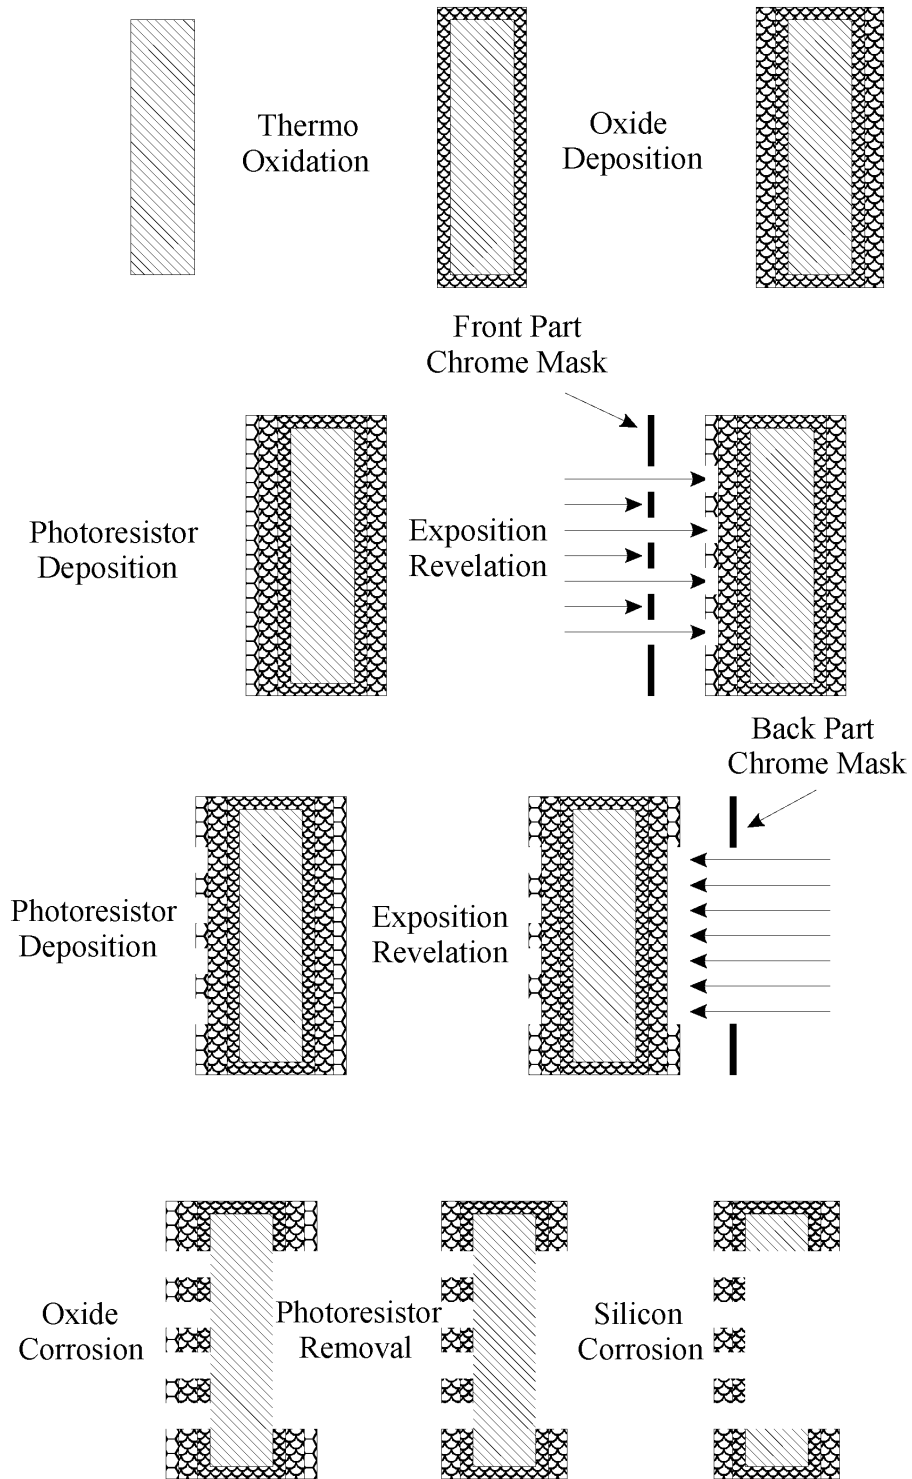 Thermo
Oxidation
Oxide
Deposition
Front Part
Chrome Mask
Photoresistor
Deposition
Exposition
Revelation
Back Part
Chrome Mask
Photoresistor
Deposition
Exposition
Revelation
Oxide
Corrosion
Photoresistor
Removal
Silicon
Corrosion